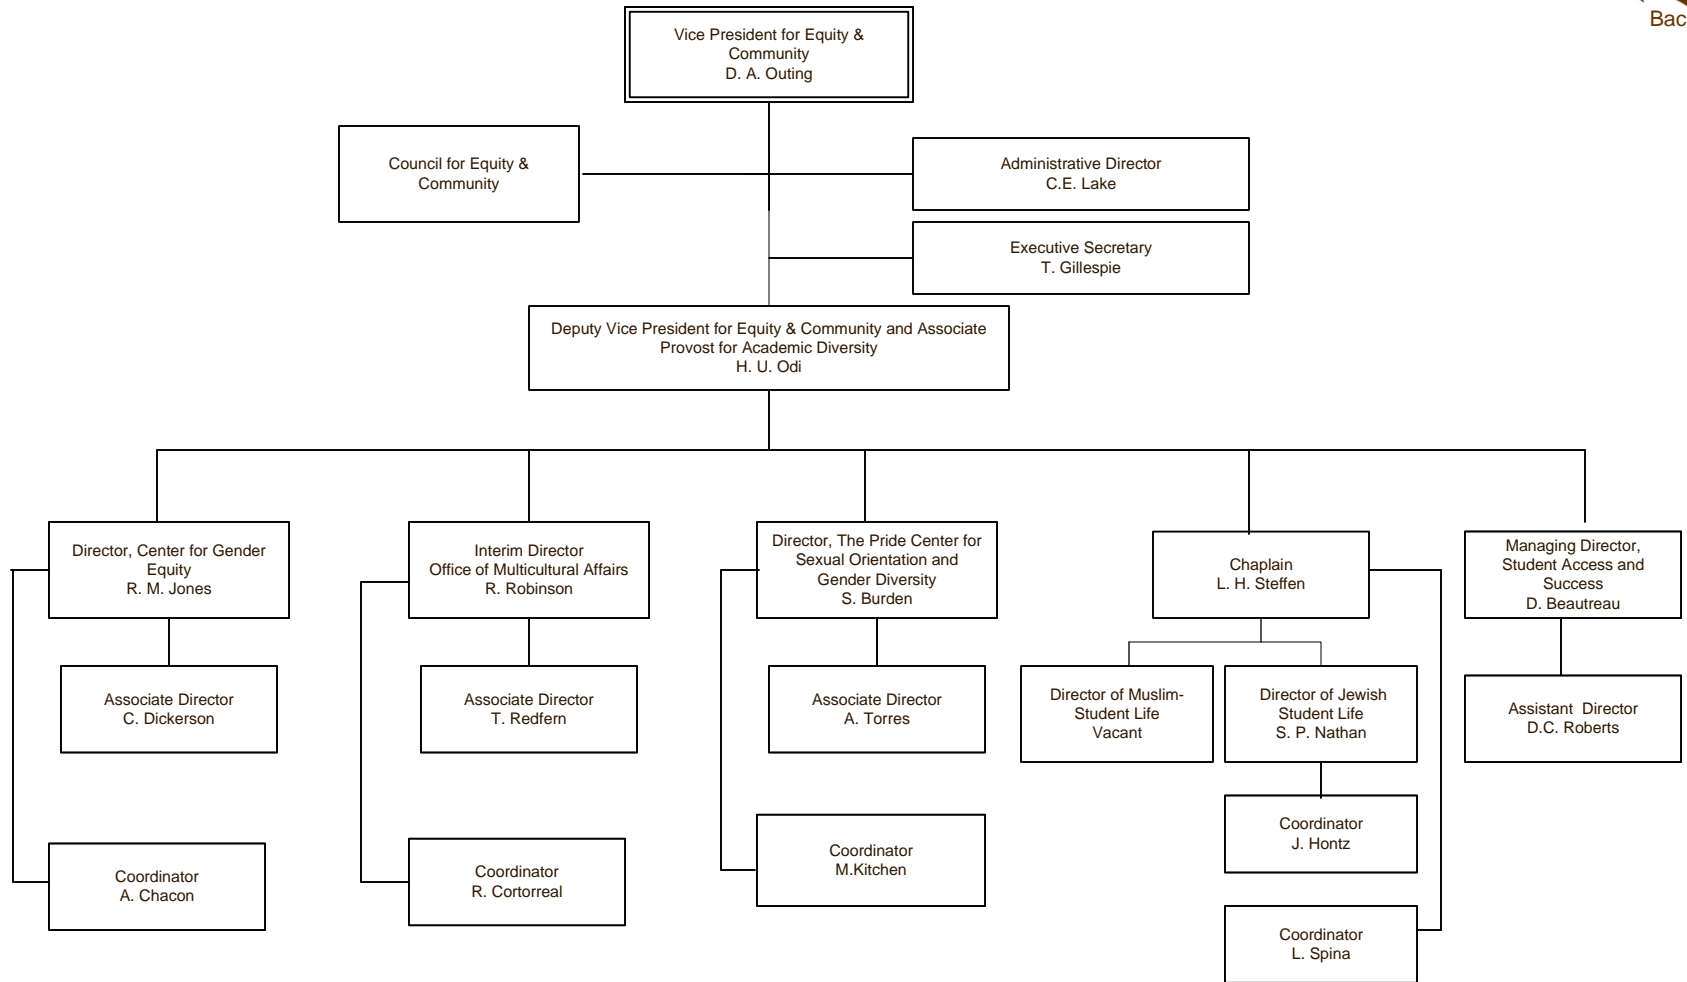 Bac
Vice President for Equity &
Community
D. A. Outing
Council for Equity &
Community
Administrative Director
C.E. Lake
Executive Secretary
T. Gillespie
Deputy Vice President for Equity & Community and Associate
Provost for Academic Diversity
H. U. Odi
Director, Center for Gender
Equity
R. M. Jones
Interim Director
Office of Multicultural Affairs
R. Robinson
Director, The Pride Center for
Sexual Orientation and
Gender Diversity
S. Burden
Chaplain
L. H. Steffen
Managing Director,
Student Access and
Success
D. Beautreau
Associate Director
C. Dickerson
Associate Director
T. Redfern
Associate Director
A. Torres
Director of Muslim-
Student Life
Vacant
Director of Jewish
Student Life
S. P. Nathan
Assistant Director
D.C. Roberts
Coordinator
J. Hontz
Coordinator
A. Chacon
Coordinator
R. Cortorreal
Coordinator
M.Kitchen
Coordinator
L. Spina